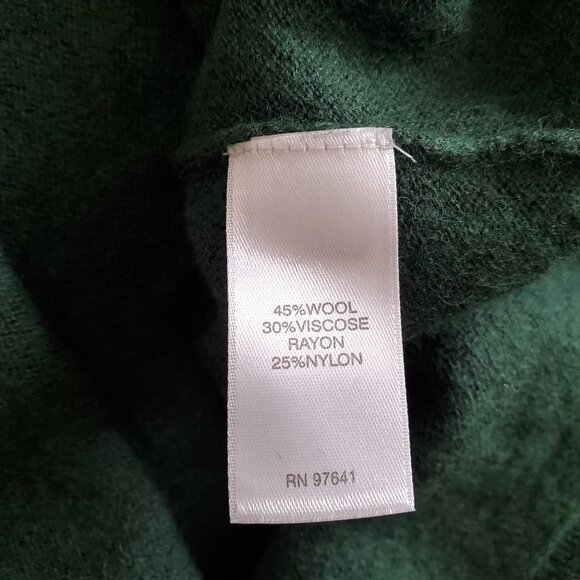 45%WOOL
30%VISCOSE
RAYON
25%NYLON
RN 97641